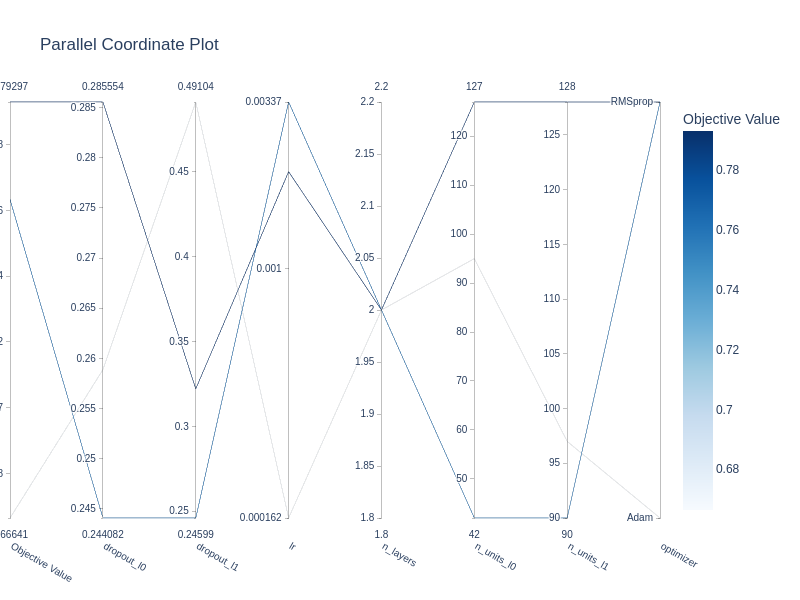 Parallel Coordinate Plot
79297 0.285554 0.49104 2.2 127 128
0.00337 2.2 RMSprop
0.285 0.28 0.275 0.27 0.265 0.26 0.255 0.25 0.245
0.45 0.4 0.35 0.3 0.25
0.001
2.15 2.1 2.05 2 1.95 1.9 1.85 1.8
120 110 100 90 80 70 60 50
125 120 115 110 105 100 95 90
0.000162 Adam
66641 0.244082 0.24599 1.8 42 90
Objective Value dropout_l0 dropout_l1 lr n_layers n_units_l0 n_units_l1 optimizer
Objective Value
0.78
0.76
0.74
0.72
0.7
0.68